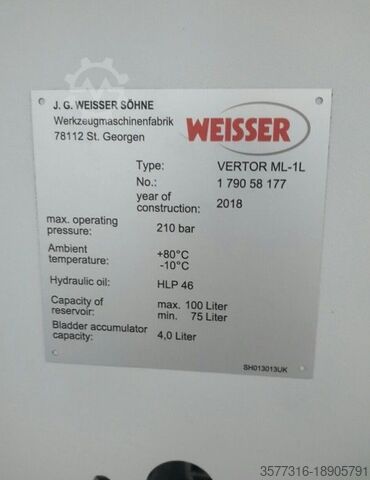 J. G. WEISSER SÖHNE
Werkzeugmaschinenfabrik
78112 St. Georgen
WEISSER
Type: VERTOR ML-1L
No.: 1 790 58 177
year of
construction: 2018
max. operating
pressure: 210 bar
Ambient +80°C
temperature: -10°C
Hydraulic oil: HLP 46
Capacity of max. 100 Liter
reservoir: min. 75 Liter
Bladder accumulator
capacity: 4,0 Liter
SH013013UK
3577316-18905791